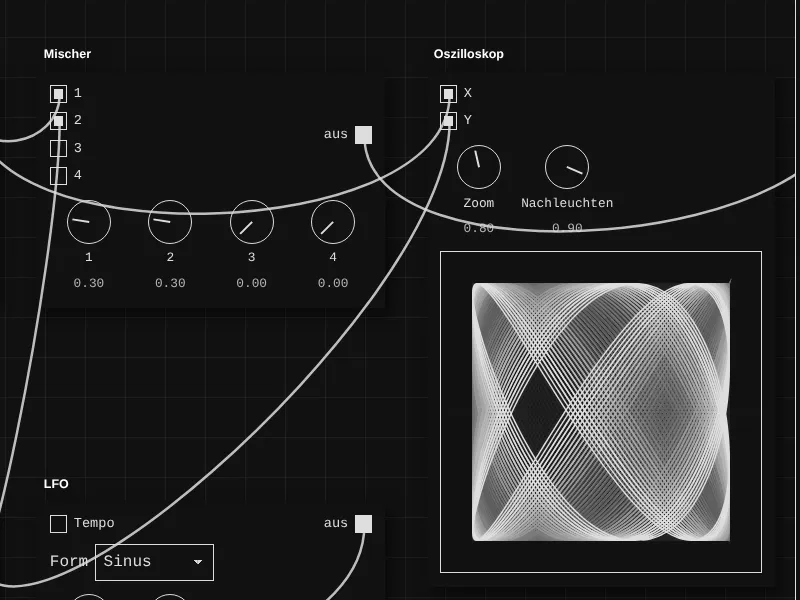 Mischer
1
2
aus
3
4
1 2 3 4
0.30 0.30 0.00 0.00
Oszilloskop
X
Y
Zoom Nachleuchten
0.80 0.90
LFO
Tempo aus
Form Sinus